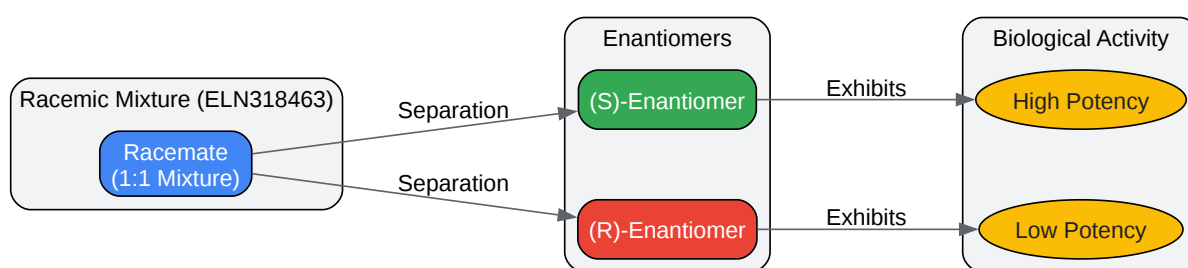 Enantiomers
Biological Activity
Racemic Mixture (ELN318463)
Racemate
(1:1 Mixture)
Separation
Separation
(S)-Enantiomer
(R)-Enantiomer
Exhibits
Exhibits
High Potency
Low Potency